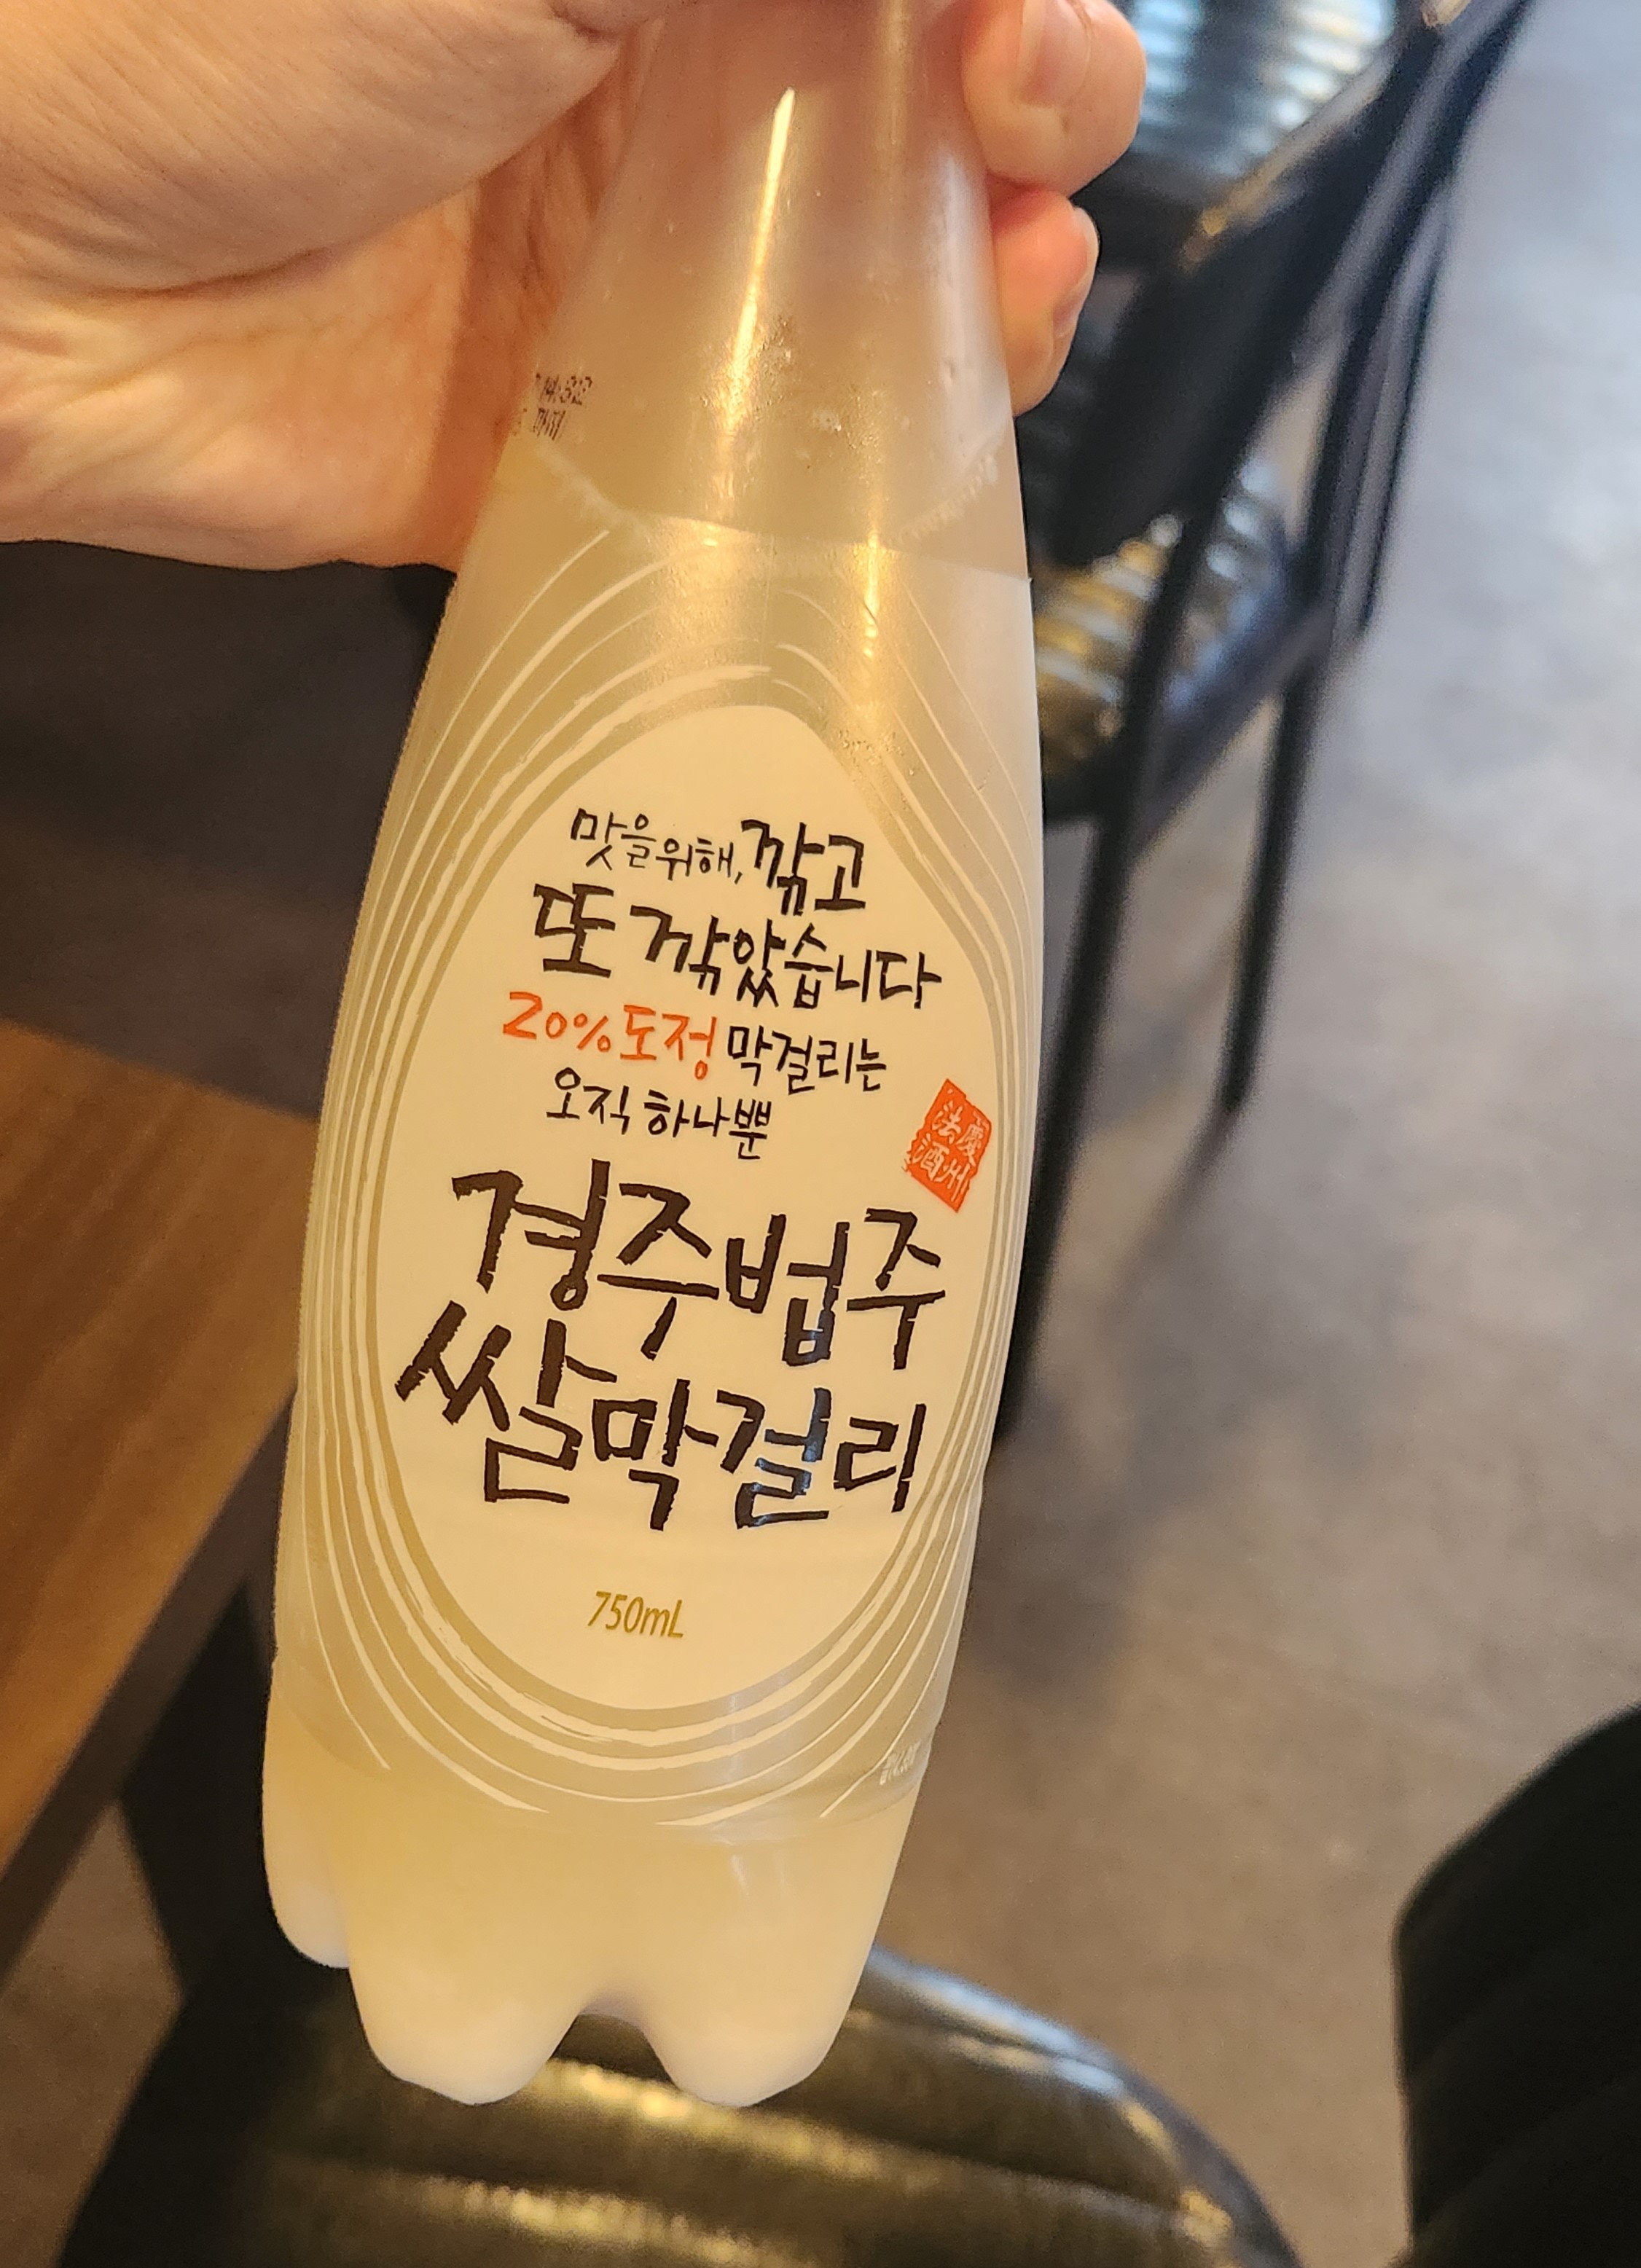 맛을위해, 깎고
또 깎았습니다
20%도정 막걸리는
오직 하나뿐
慶州
法酒
경주법주
쌀막걸리
750mL